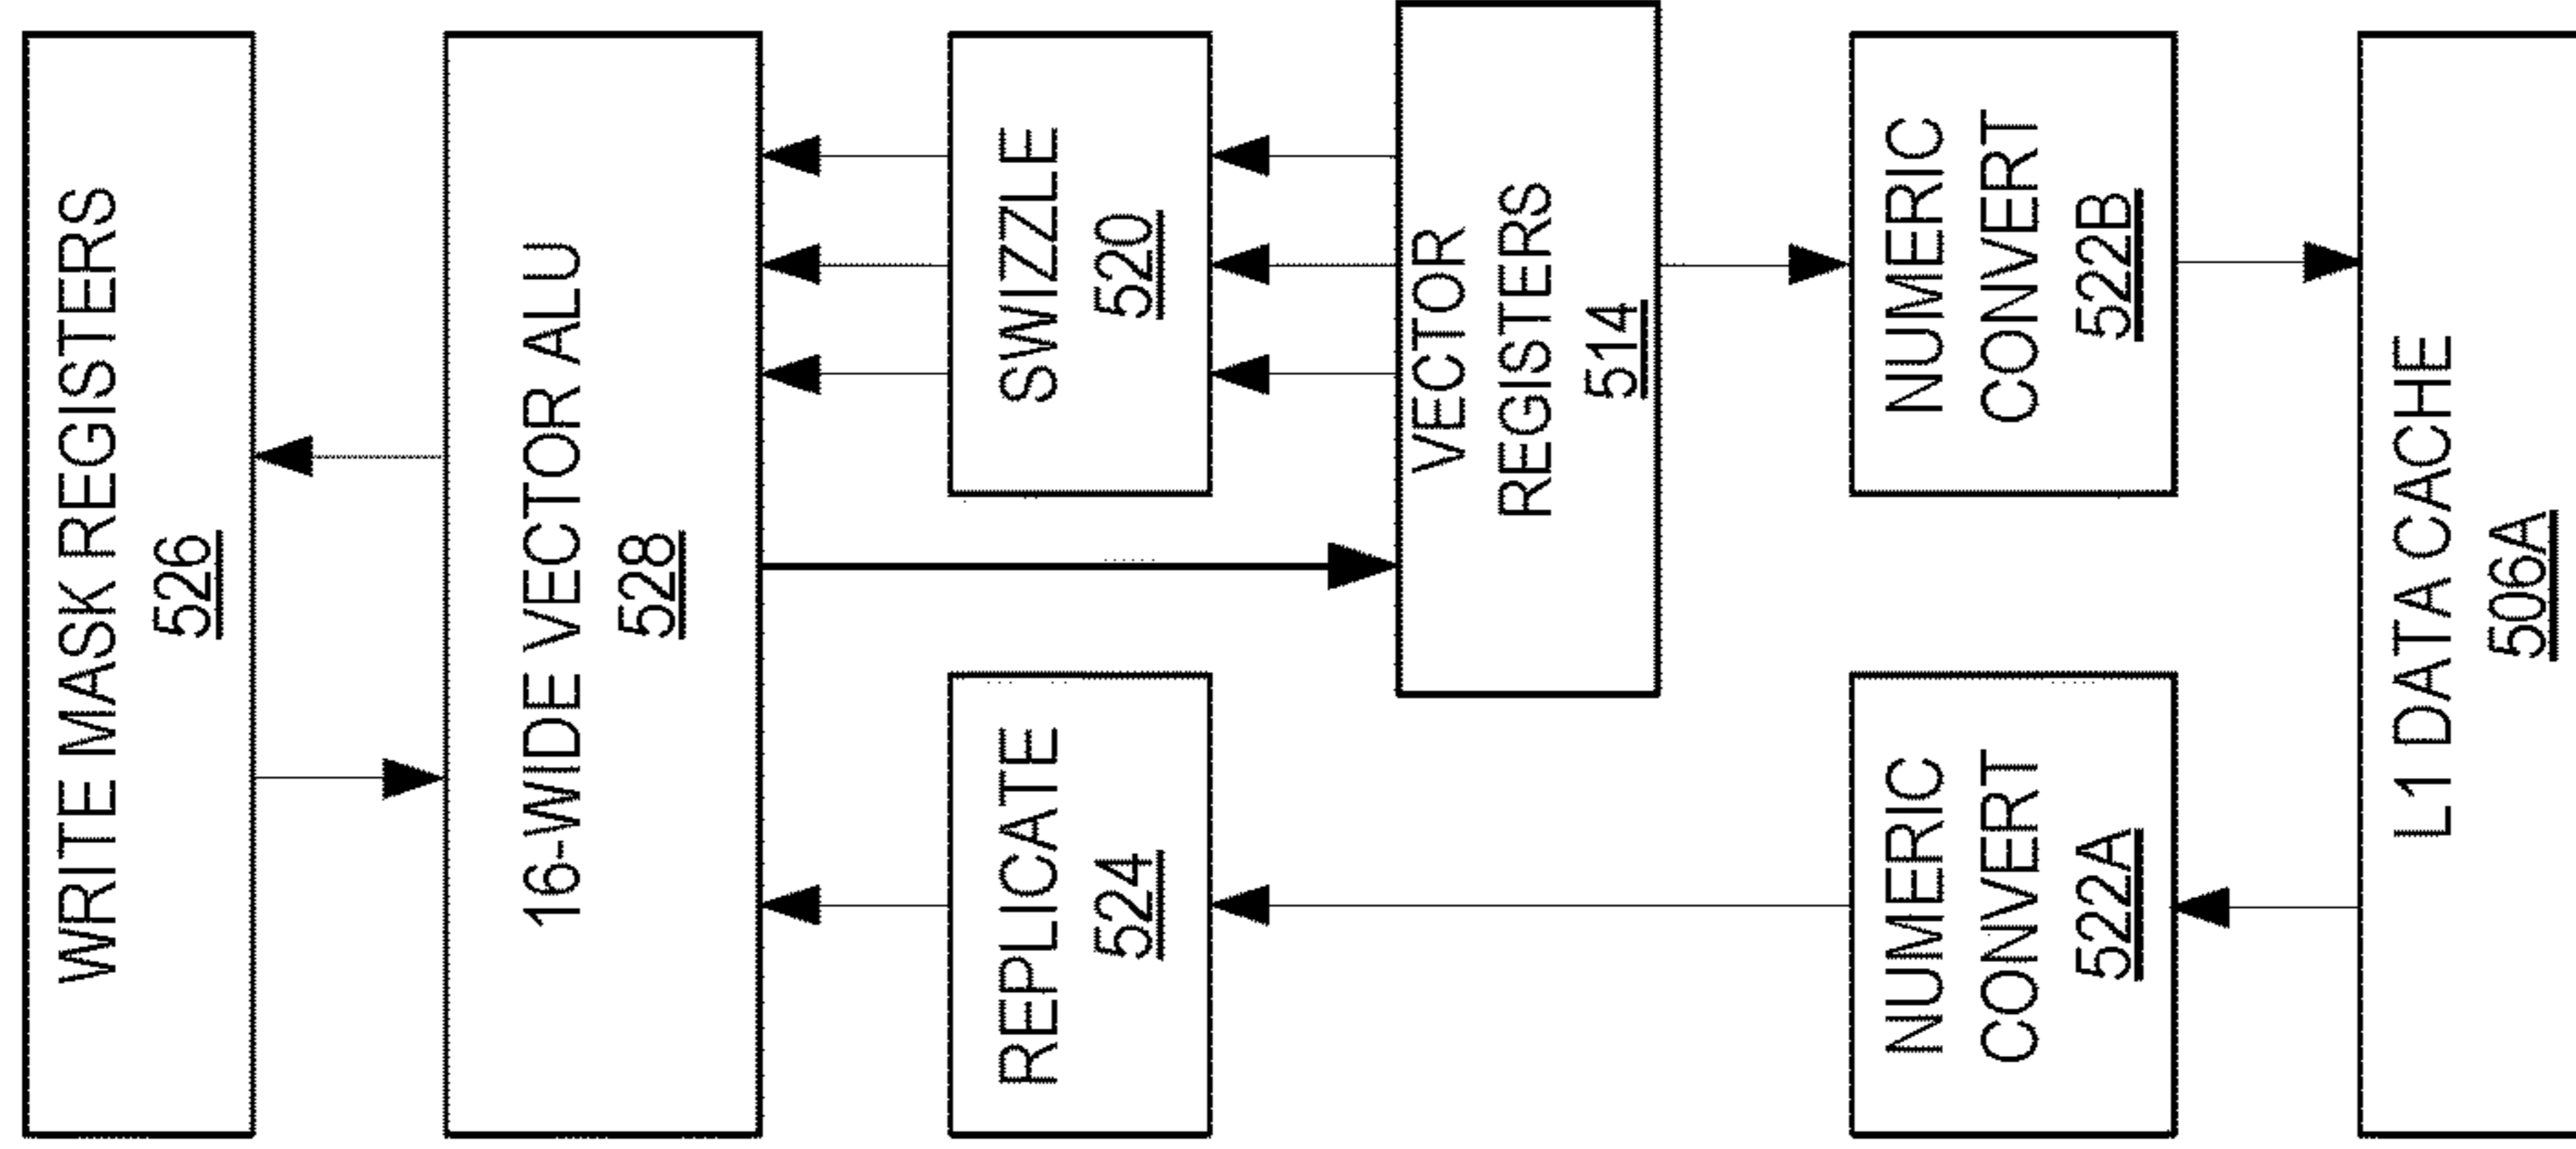 WRITE MASK REGISTERS
526
16-WIDE VECTOR ALU
528
REPLICATE
524
SWIZZLE
520
VECTOR
REGISTERS
514
NUMERIC
CONVERT
522A
NUMERIC
CONVERT
522B
L1 DATA CACHE
506A